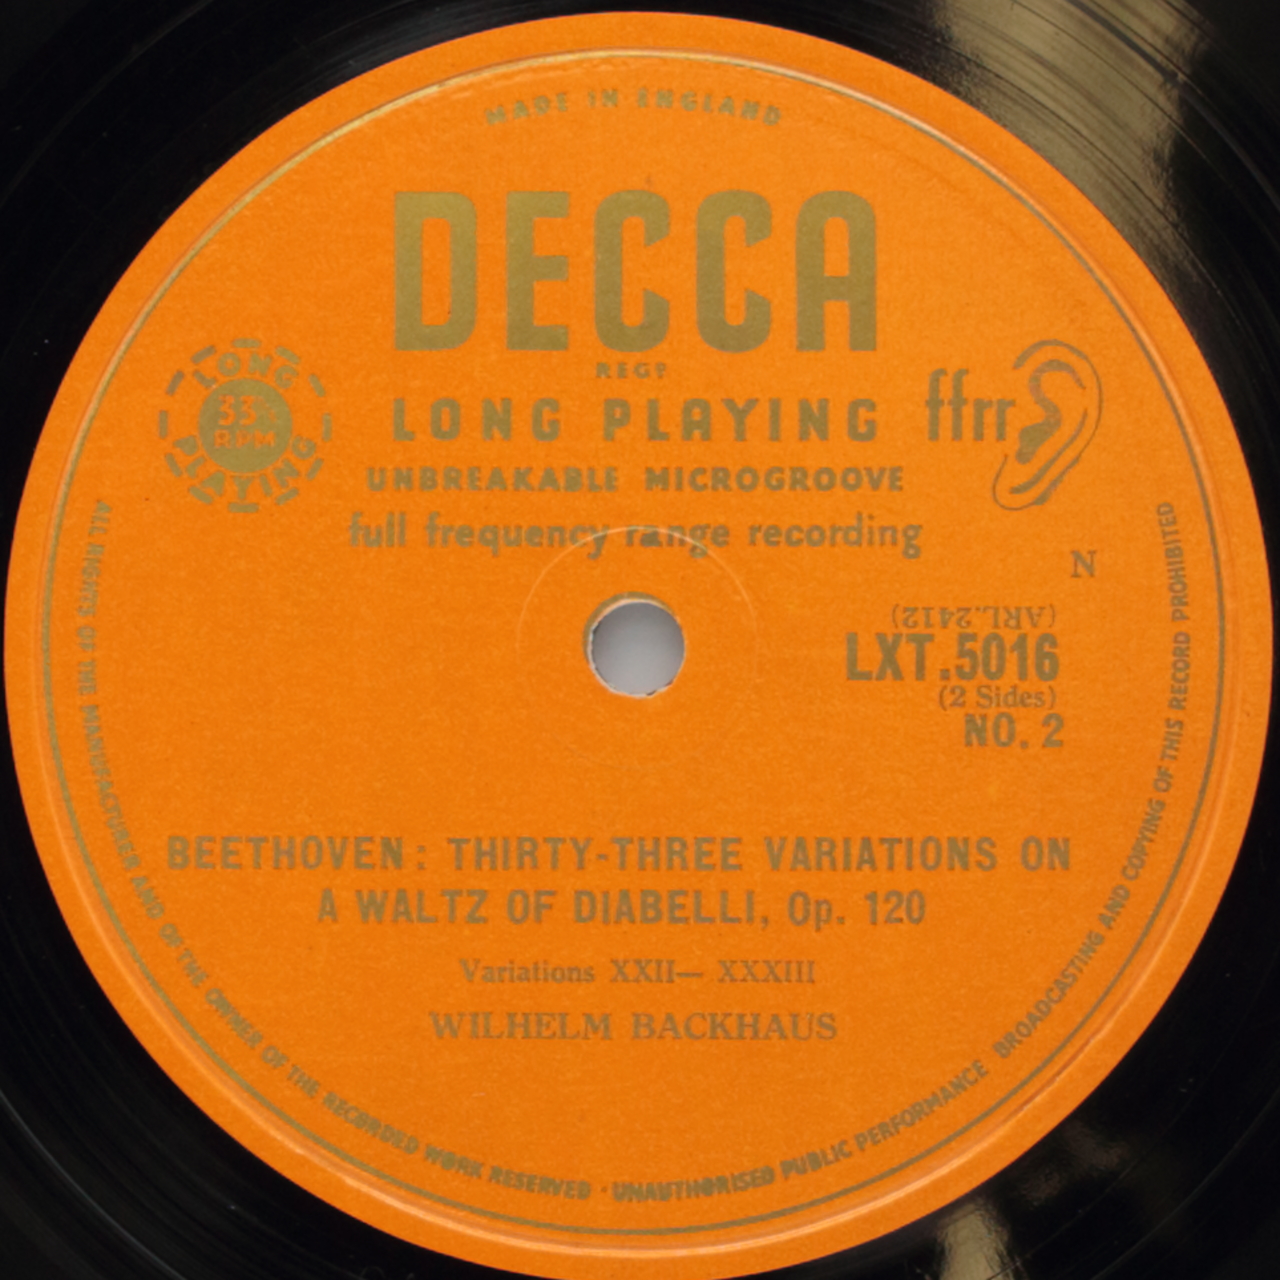 MADE IN ENGLAND
DECCA
REGD
LONG PLAYING
33⅓
RPM
LONG PLAYING
ffrr
UNBREAKABLE MICROGROOVE
full frequency range recording
N
(ARL.2412)
LXT.5016
(2 Sides)
NO. 2
BEETHOVEN : THIRTY-THREE VARIATIONS ON
A WALTZ OF DIABELLI, Op. 120
Variations XXII— XXXIII
WILHELM BACKHAUS
ALL RIGHTS OF THE MANUFACTURER AND OF THE OWNER OF THE RECORDED WORK RESERVED · UNAUTHORISED PUBLIC PERFORMANCE BROADCASTING AND COPYING OF THIS RECORD PROHIBITED